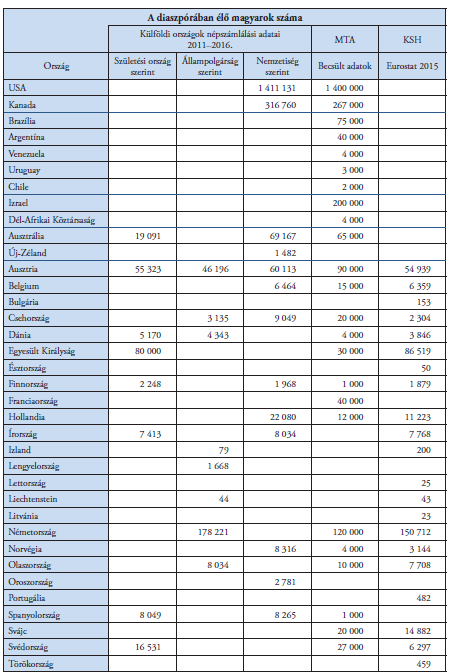 A diaszpórában élő magyarok száma
Külföldi országok népszámlálási adatai 2011–2016. MTA KSH
Ország Születési ország szerint Állampolgárság szerint Nemzetiség szerint Becsült adatok Eurostat 2015
USA 1 411 131 1 400 000
Kanada 316 760 267 000
Brazília 75 000
Argentína 40 000
Venezuela 4 000
Uruguay 3 000
Chile 2 000
Izrael 200 000
Dél-Afrikai Köztársaság 4 000
Ausztrália 19 091 69 167 65 000
Új-Zéland 1 482
Ausztria 55 323 46 196 60 113 90 000 54 939
Belgium 6 464 15 000 6 359
Bulgária 153
Csehország 3 135 9 049 20 000 2 304
Dánia 5 170 4 343 4 000 3 846
Egyesült Királyság 80 000 30 000 86 519
Észtország 50
Finnország 2 248 1 968 1 000 1 879
Franciaország 40 000
Hollandia 22 080 12 000 11 223
Írország 7 413 8 034 7 768
Izland 79 200
Lengyelország 1 668
Lettország 25
Liechtenstein 44 43
Litvánia 23
Németország 178 221 120 000 150 712
Norvégia 8 316 4 000 3 144
Olaszország 8 034 10 000 7 708
Oroszország 2 781
Portugália 482
Spanyolország 8 049 8 265 1 000
Svájc 20 000 14 882
Svédország 16 531 27 000 6 297
Törökország 459